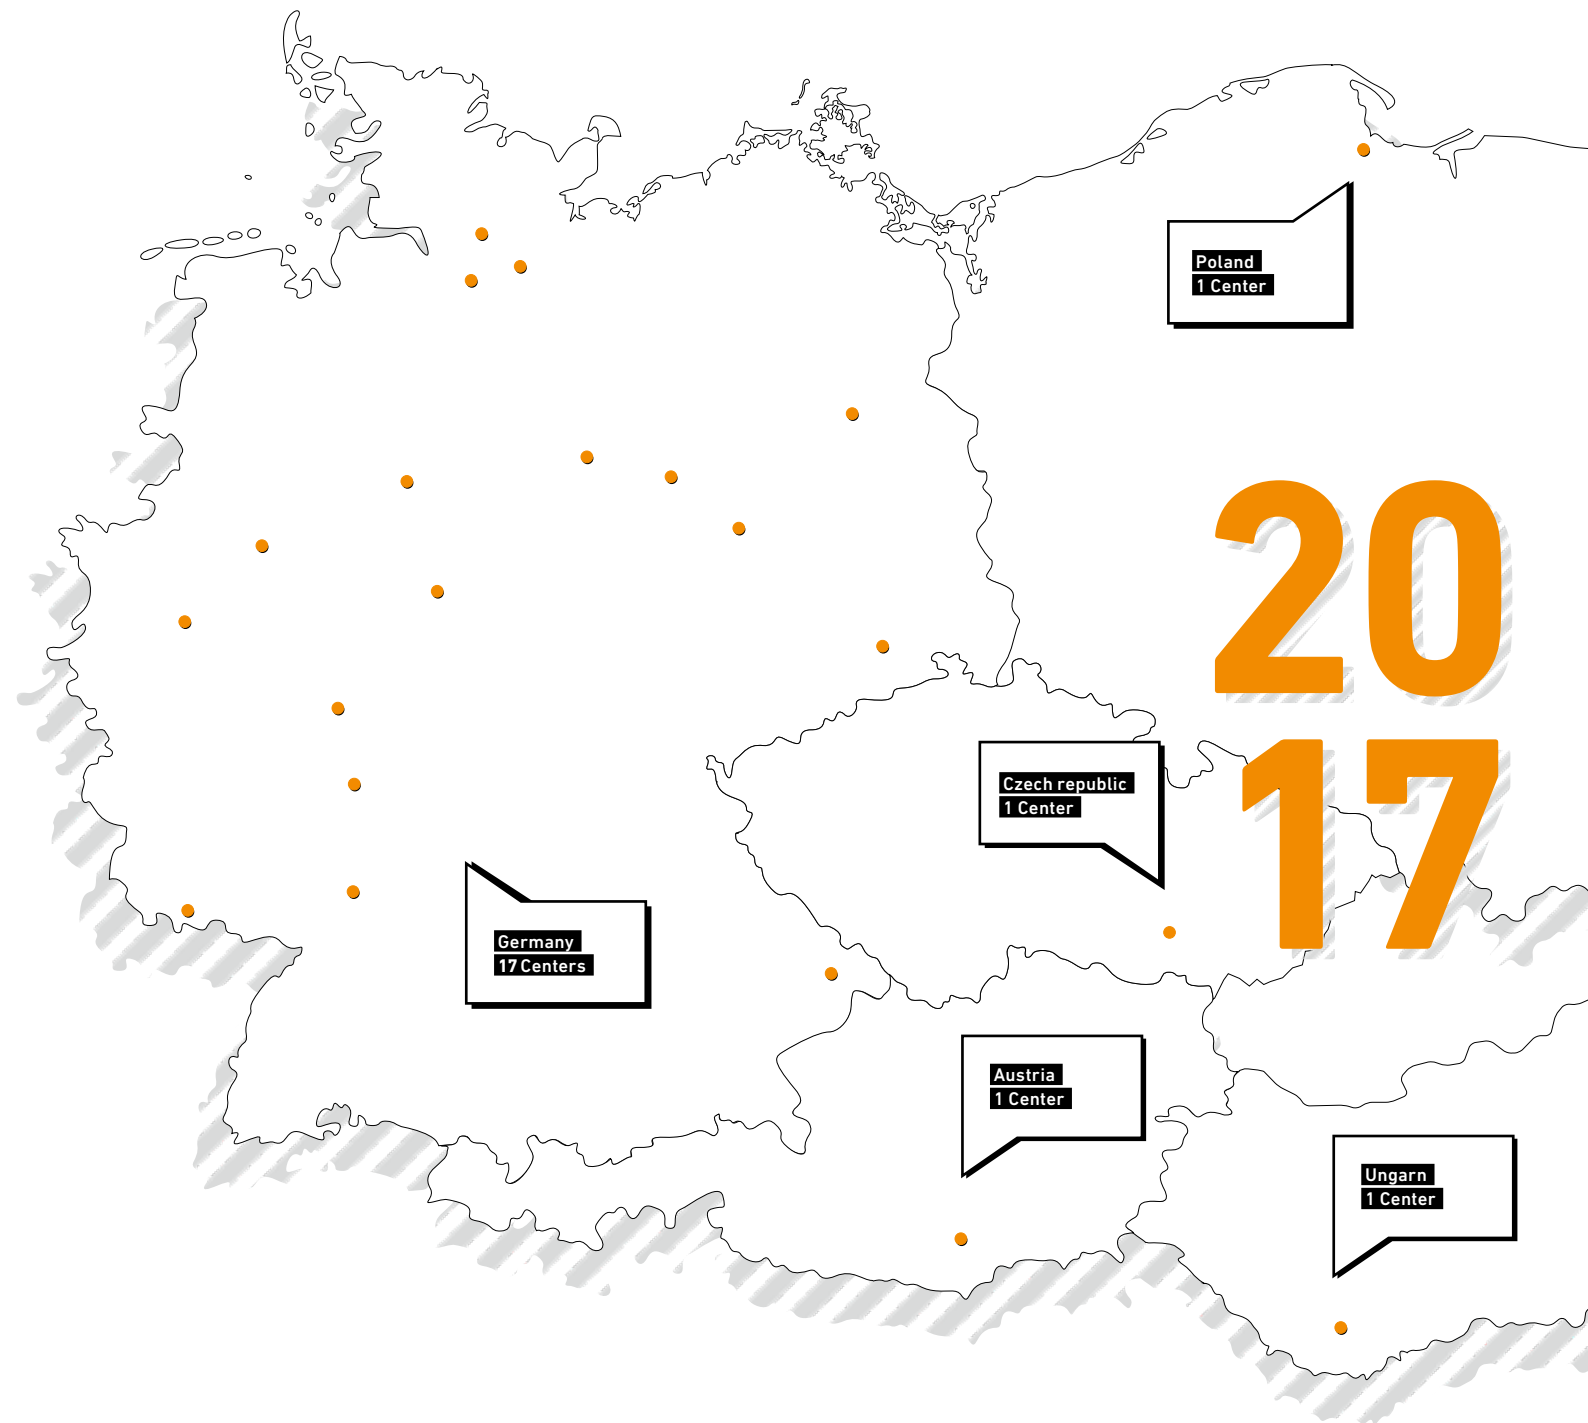 Poland
1 Center
20
17
Czech republic
1 Center
Germany
17 Centers
Austria
1 Center
Ungarn
1 Center